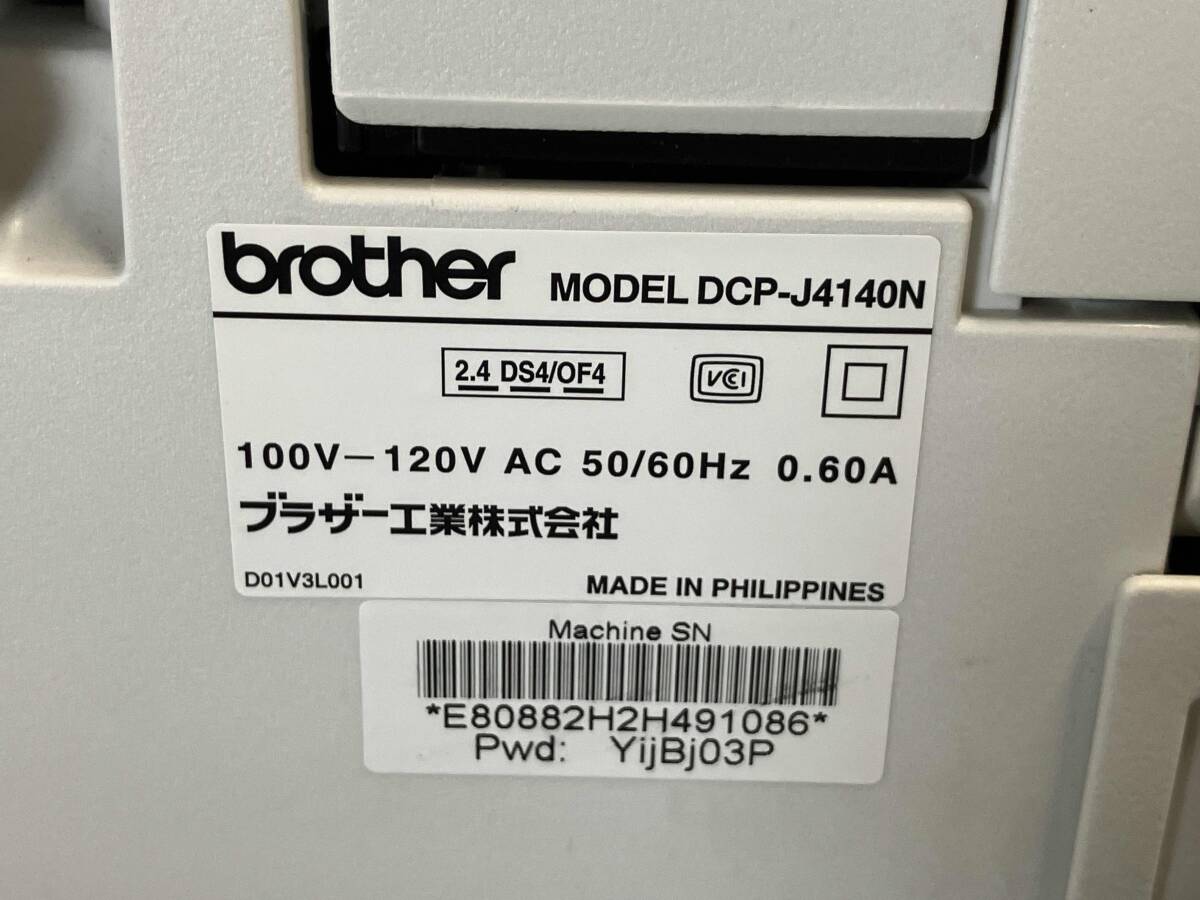 brother MODEL DCP-J4140N
2.4 DS4/OF4 VCCI
100V－120V AC 50/60Hz 0.60A
ブラザー工業株式会社
D01V3L001 MADE IN PHILIPPINES
Machine SN
*E80882H2H491086*
Pwd: YijBj03P